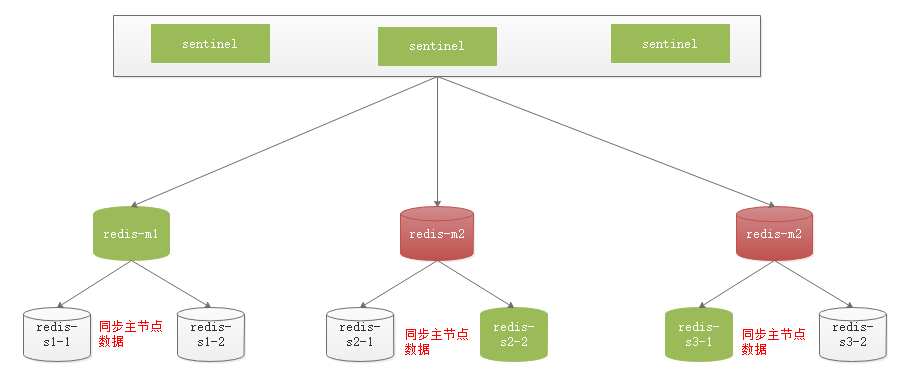 sentinel
sentinel
sentinel
redis-m1
redis-m2
redis-m2
redis-
s1-1
同步主节点
数据
redis-
s1-2
redis-
s2-1
同步主节点
数据
redis-
s2-2
redis-
s3-1
同步主节点
数据
redis-
s3-2